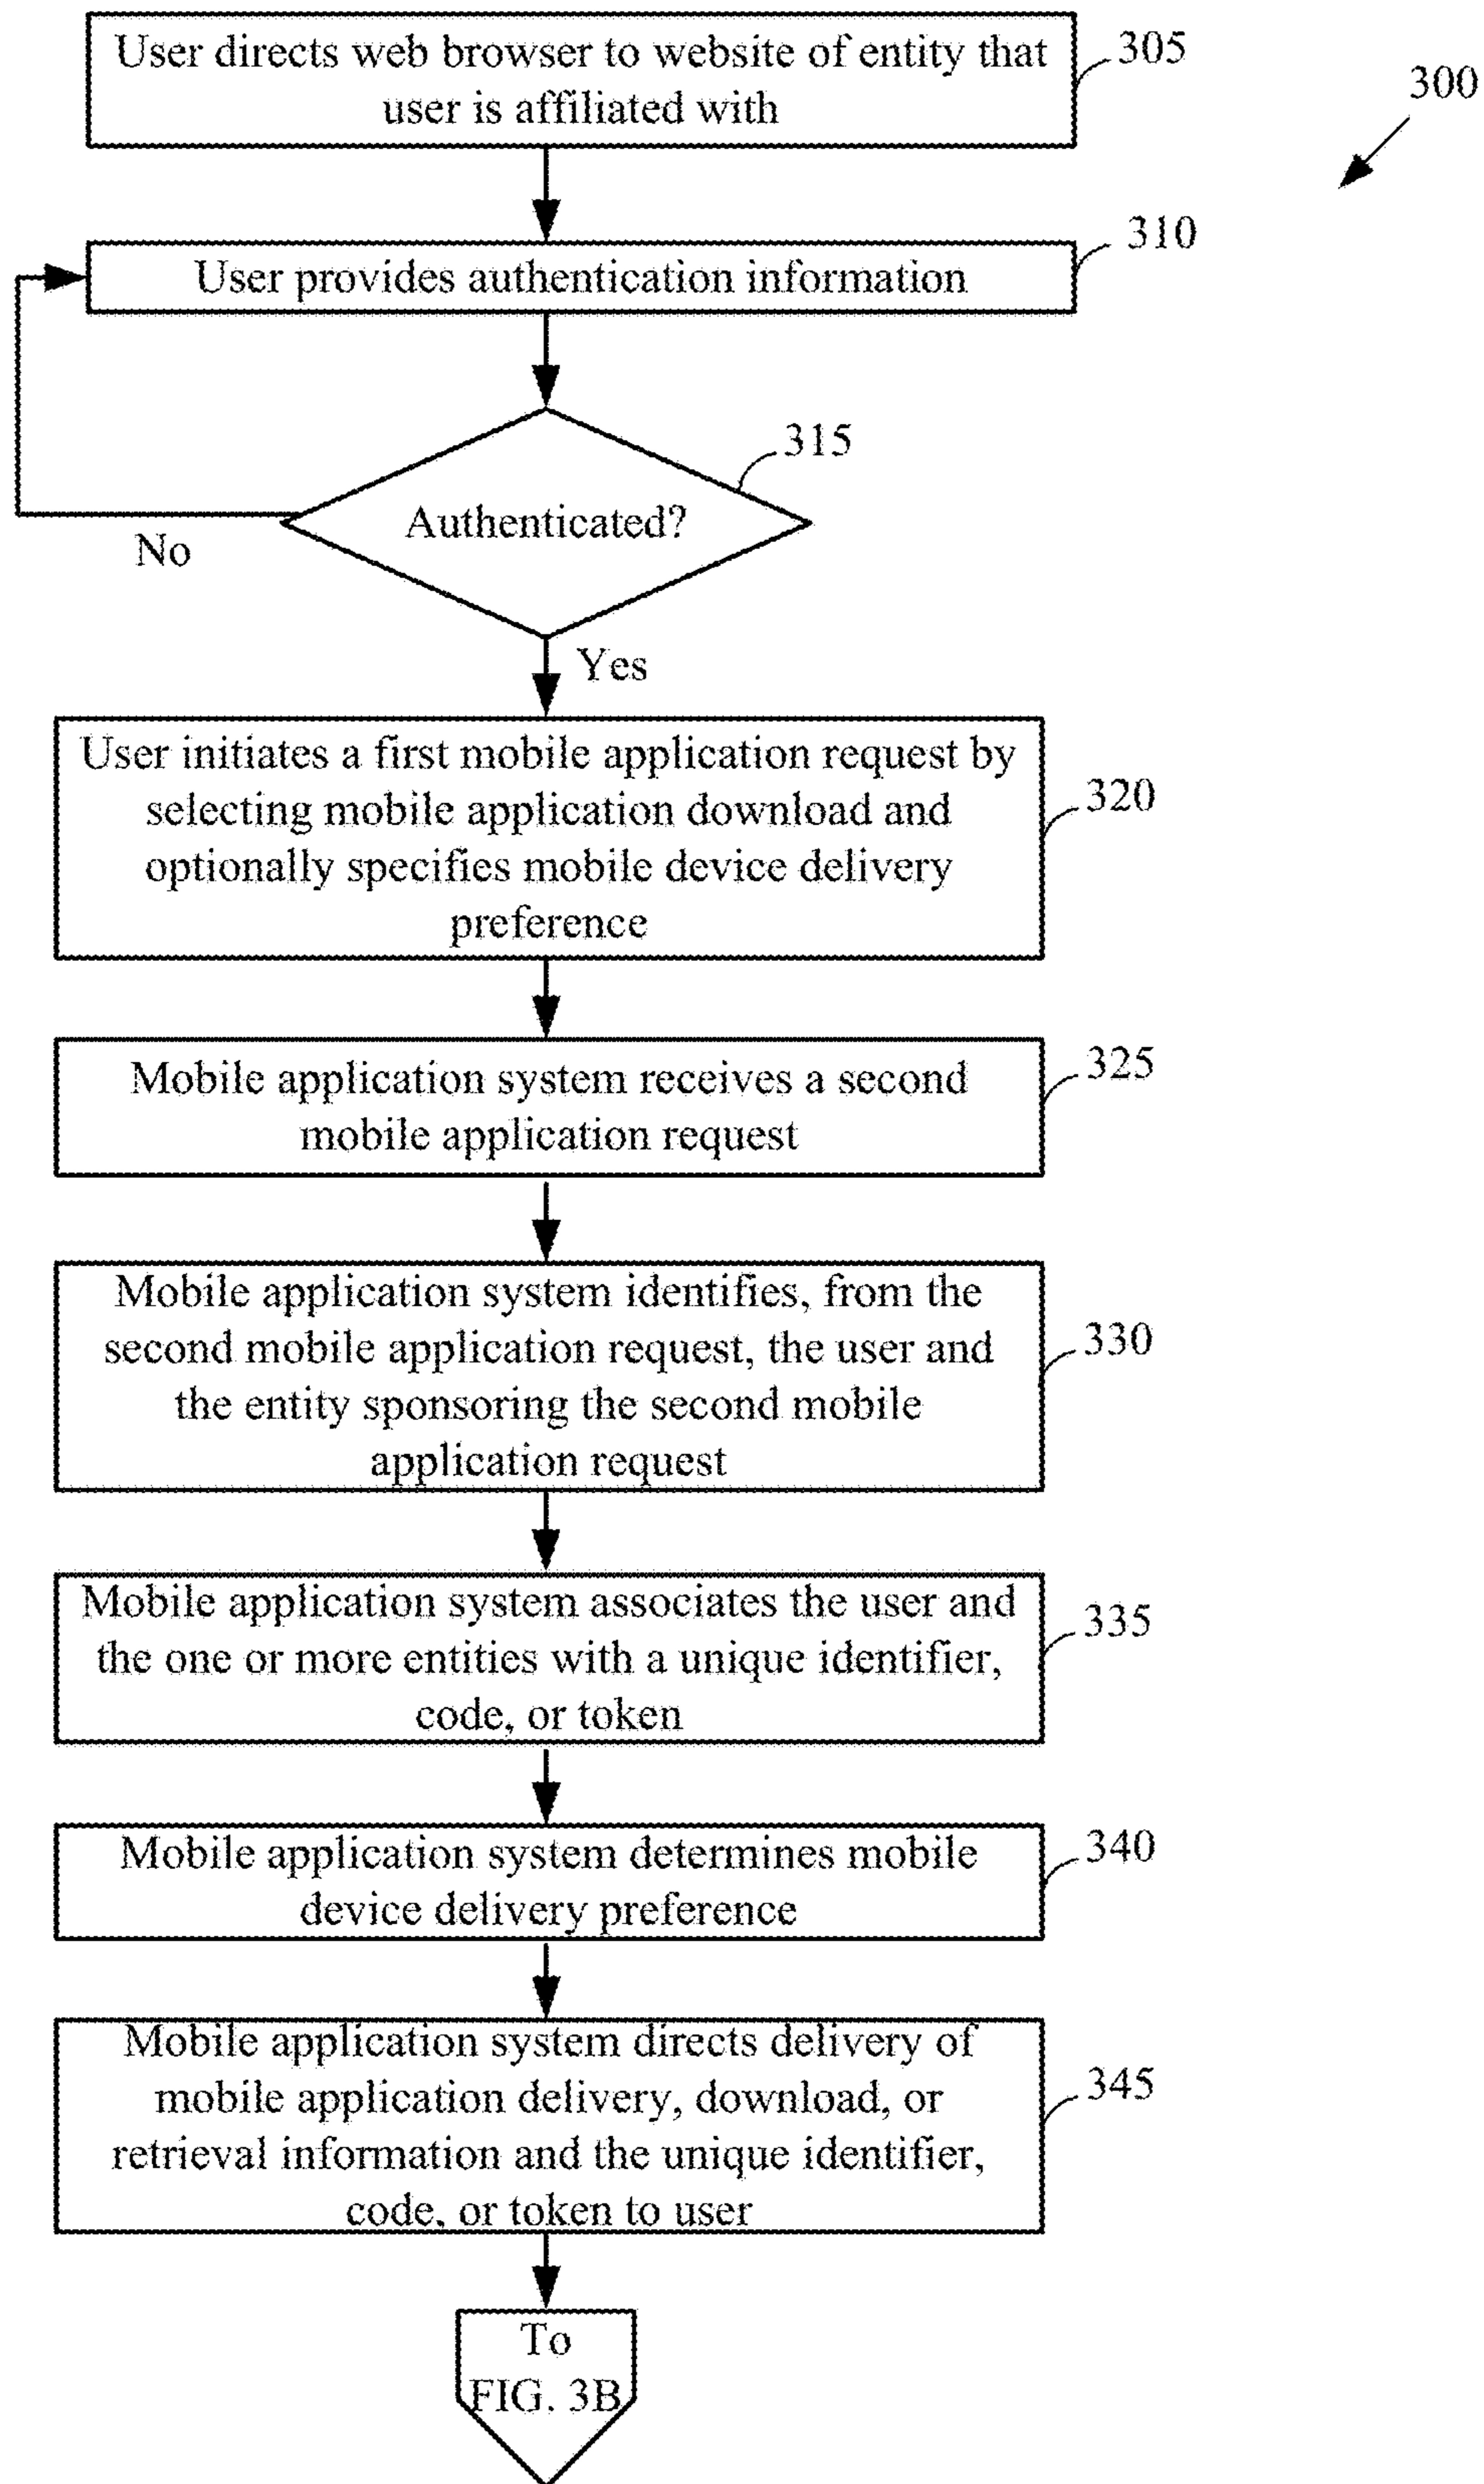 User directs web browser to website of entity that
user is affiliated with
305
300
User provides authentication information
310
Authenticated?
315
No
Yes
User initiates a first mobile application request by
selecting mobile application download and
optionally specifies mobile device delivery
preference
320
Mobile application system receives a second
mobile application request
325
Mobile application system identifies, from the
second mobile application request, the user and
the entity sponsoring the second mobile
application request
330
Mobile application system associates the user and
the one or more entities with a unique identifier,
code, or token
335
Mobile application system determines mobile
device delivery preference
340
Mobile application system directs delivery of
mobile application delivery, download, or
retrieval information and the unique identifier,
code, or token to user
345
To
FIG. 3B